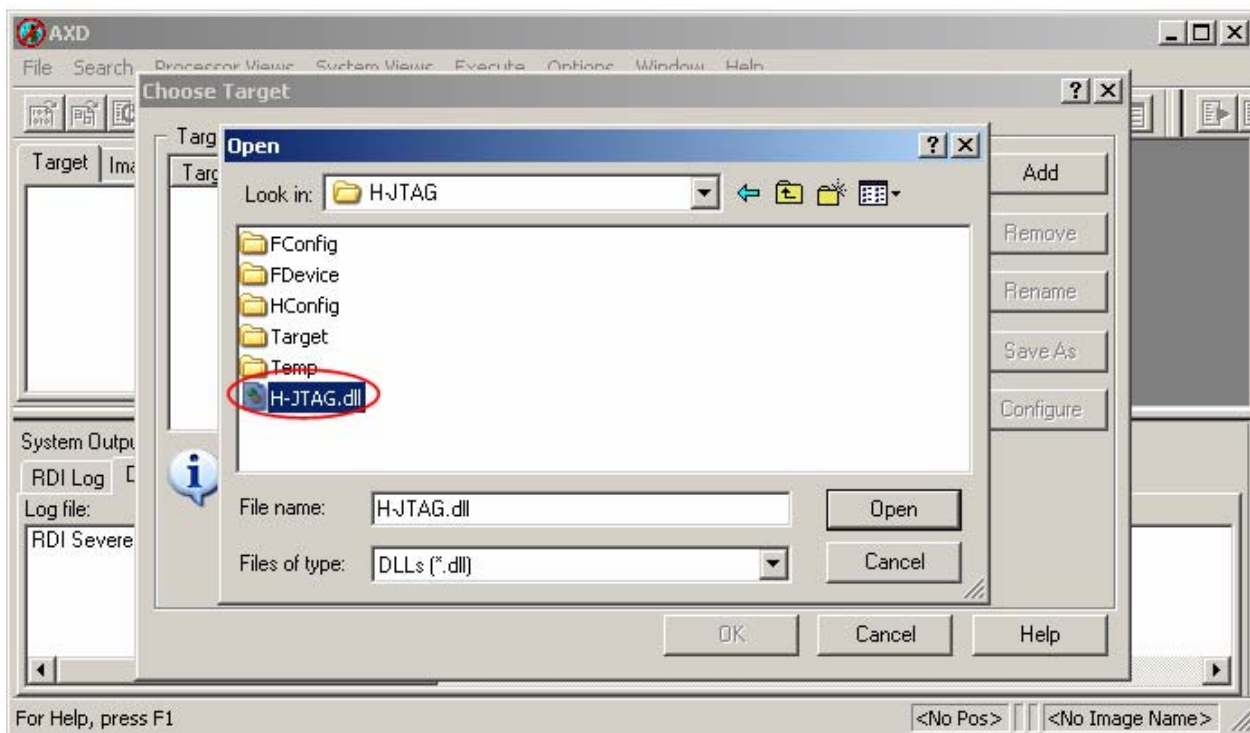 AXD
File Search Processor Views System Views Execute Options Window Help
Choose Target
Target
Open
Look in: H-JTAG
Add
FConfig
Remove
FDevice
HConfig
Rename
Target
Temp
Save As
H-JTAG.dll
Configure
System Outpu
RDI Log
Log file:
RDI Severe
File name: H-JTAG.dll
Open
Files of type: DLLs (*.dll)
Cancel
OK Cancel Help
For Help, press F1
<No Pos> <No Image Name>